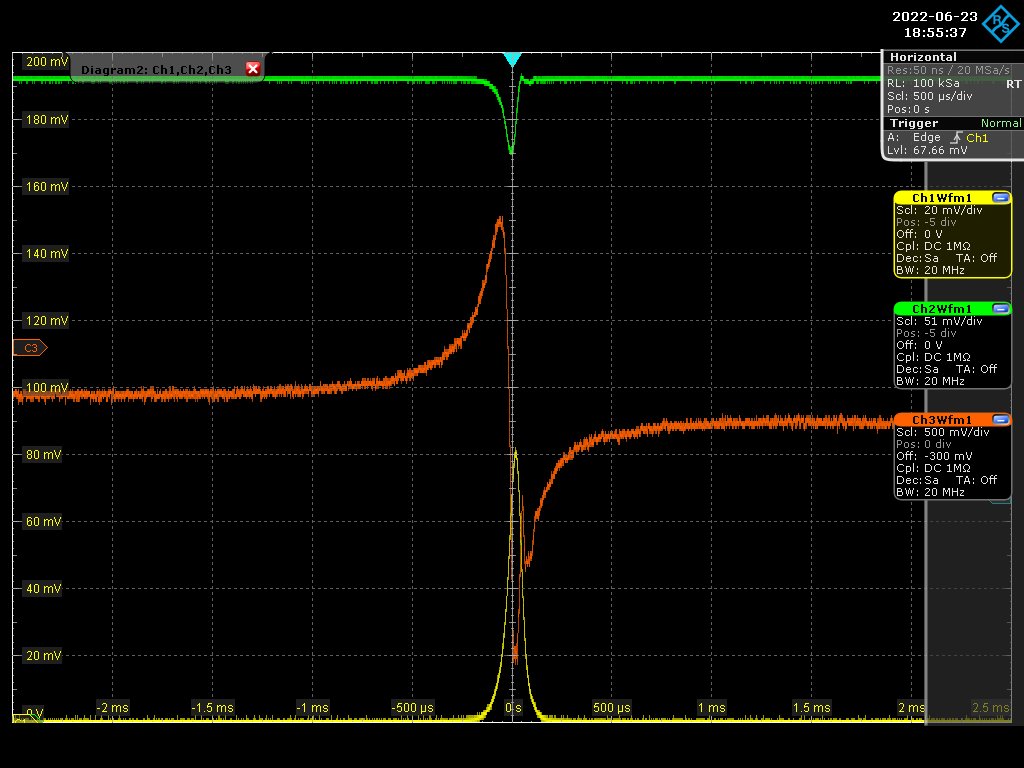 2022-06-23
18:55:37
R&S
Diagram2: Ch1,Ch2,Ch3
Horizontal
Res:50 ns / 20 MSa/s
RL: 100 kSa RT
Scl: 500 µs/div
Pos:0 s
Trigger Normal
A: Edge Ch1
Lvl: 67.66 mV
200 mV
180 mV
160 mV
140 mV
120 mV
100 mV
80 mV
60 mV
40 mV
20 mV
0 V
C3
Ch1Wfm1
Scl: 20 mV/div
Pos: -5 div
Off: 0 V
Cpl: DC 1MΩ
Dec:Sa TA: Off
BW: 20 MHz
Ch2Wfm1
Scl: 51 mV/div
Pos: -5 div
Off: 0 V
Cpl: DC 1MΩ
Dec:Sa TA: Off
BW: 20 MHz
Ch3Wfm1
Scl: 500 mV/div
Pos: 0 div
Off: -300 mV
Cpl: DC 1MΩ
Dec:Sa TA: Off
BW: 20 MHz
-2 ms
-1.5 ms
-1 ms
-500 µs
0 s
500 µs
1 ms
1.5 ms
2 ms
2.5 ms